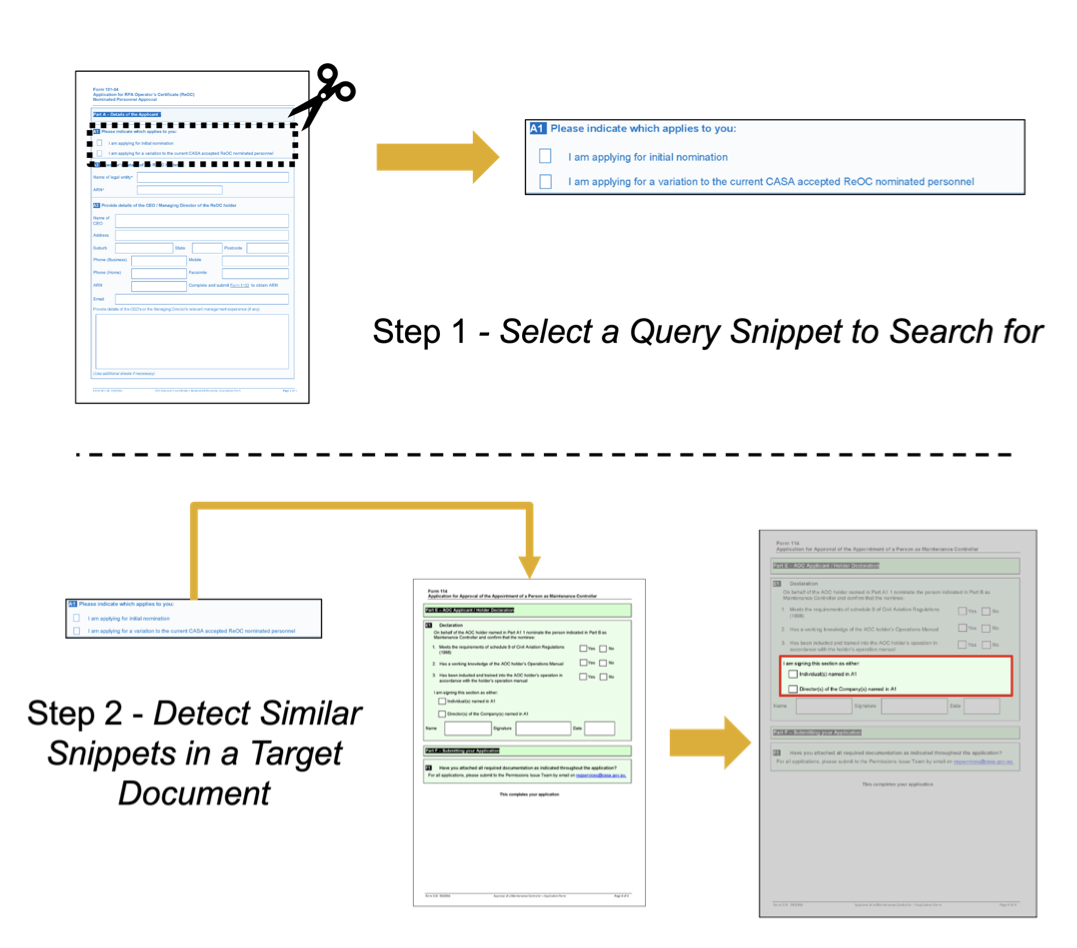 Form 101-04
Application for RPA Operator's Certificate (ReOC)
Nominated Personnel Approval
Part A – Details of the Applicant
A1 Please indicate which applies to you:
I am applying for initial nomination
I am applying for a variation to the current CASA accepted ReOC nominated personnel
Name of legal entity*
ARN*
Provide details of the CEO / Managing Director of the ReOC holder
Name of
CEO
Address
Suburb State Postcode
Phone (Business) Mobile
Phone (Home) Facsimile
ARN Complete and submit Form 1162 to obtain ARN
Email
Provide details of the CEO's or the Managing Director's relevant management experience (if any):
(Use additional sheets if necessary)
A1 Please indicate which applies to you:
I am applying for initial nomination
I am applying for a variation to the current CASA accepted ReOC nominated personnel
Step 1 - Select a Query Snippet to Search for
A1 Please indicate which applies to you:
I am applying for initial nomination
I am applying for a variation to the current CASA accepted ReOC nominated personnel
Step 2 - Detect Similar
Snippets in a Target
Document
Form 114
Application for Approval of the Appointment of a Person as Maintenance Controller
Part E – AOC Applicant / Holder Declaration
E1 Declaration
On behalf of the AOC holder named in Part A1 I nominate the person indicated in Part B as
Maintenance Controller and confirm that the nominee:
1. Meets the requirements of schedule 9 of Civil Aviation Regulations Yes No
(1988)
2. Has a working knowledge of the AOC holder's Operations Manual Yes No
3. Has been inducted and trained into the AOC holder's operation in Yes No
accordance with the holder's operation manual
I am signing this section as either:
Individual(s) named in A1
Director(s) of the Company(s) named in A1
Name Signature Date
Part F – Submitting your Application
F1 Have you attached all required documentation as indicated throughout the application?
For all applications, please submit to the Permissions Issue Team by email on
This completes your application
Form 114
Application for Approval of the Appointment of a Person as Maintenance Controller
Part E – AOC Applicant / Holder Declaration
E1 Declaration
On behalf of the AOC holder named in Part A1 I nominate the person indicated in Part B as
Maintenance Controller and confirm that the nominee:
1. Meets the requirements of schedule 9 of Civil Aviation Regulations Yes No
(1988)
2. Has a working knowledge of the AOC holder's Operations Manual Yes No
3. Has been inducted and trained into the AOC holder's operation in Yes No
accordance with the holder's operation manual
I am signing this section as either:
Individual(s) named in A1
Director(s) of the Company(s) named in A1
Name Signature Date
Part F – Submitting your Application
F1 Have you attached all required documentation as indicated throughout the application?
For all applications, please submit to the Permissions Issue Team by email on
This completes your application